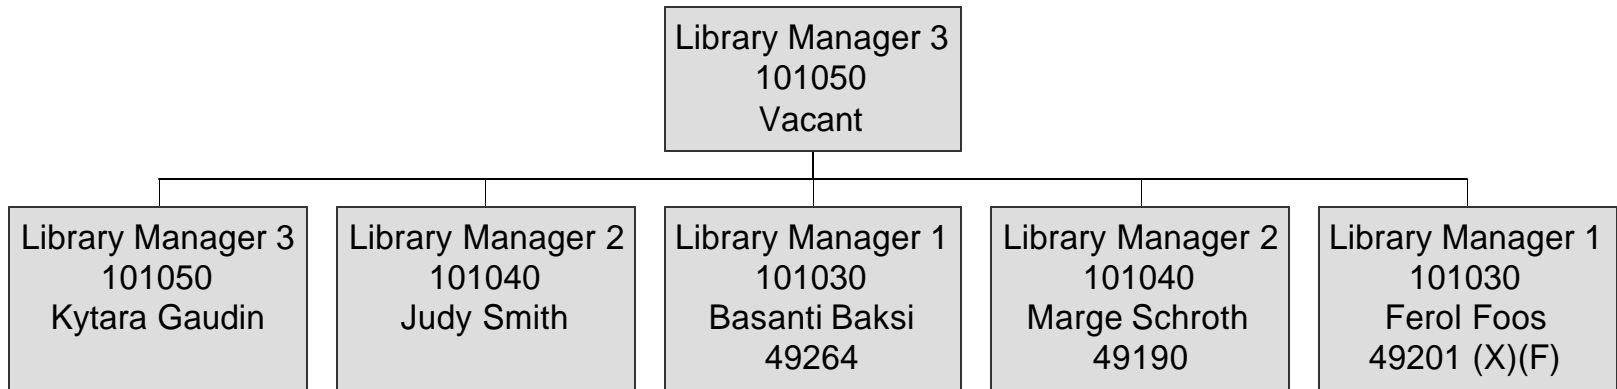 Library Manager 3
101050
Vacant
Library Manager 3
101050
Kytara Gaudin
Library Manager 2
101040
Judy Smith
Library Manager 1
101030
Basanti Baksi
49264
Library Manager 2
101040
Marge Schroth
49190
Library Manager 1
101030
Ferol Foos
49201 (X)(F)